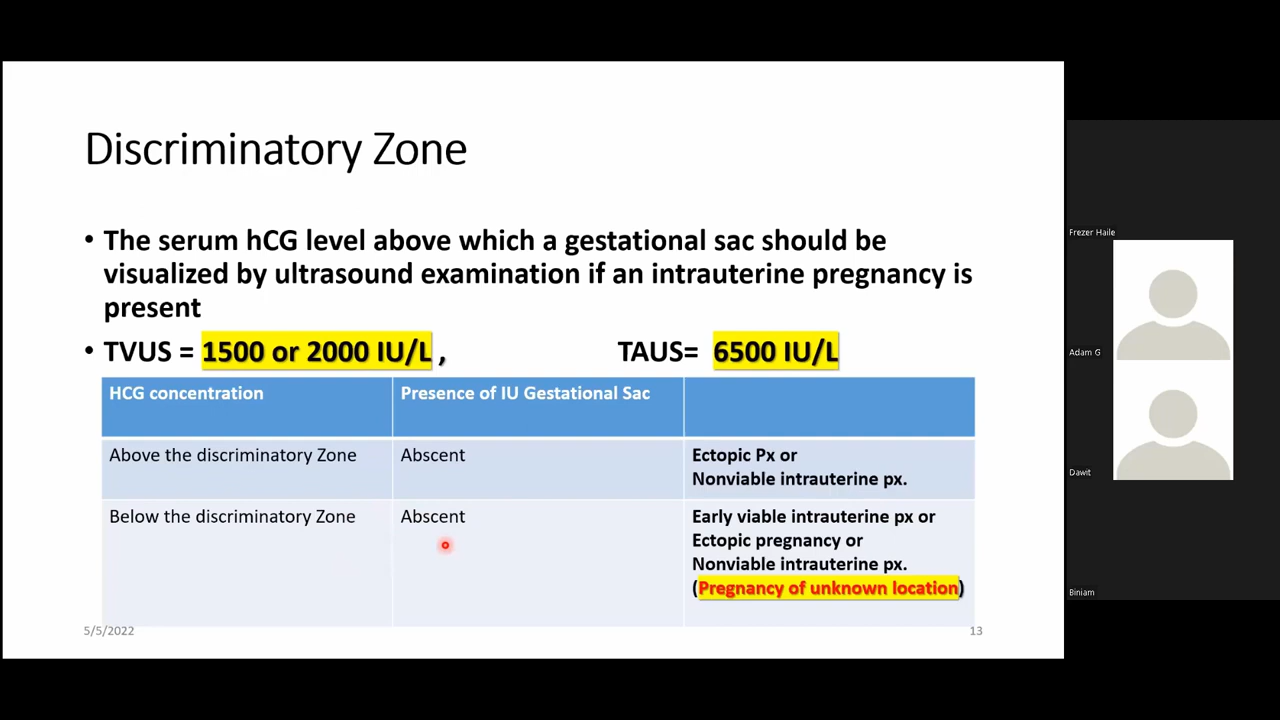 Discriminatory Zone
• The serum hCG level above which a gestational sac should be
visualized by ultrasound examination if an intrauterine pregnancy is
present
• TVUS = 1500 or 2000 IU/L , TAUS= 6500 IU/L
HCG concentration
Presence of IU Gestational Sac
Above the discriminatory Zone
Abscent
Ectopic Px or
Nonviable intrauterine px.
Below the discriminatory Zone
Abscent
Early viable intrauterine px or
Ectopic pregnancy or
Nonviable intrauterine px.
(Pregnancy of unknown location)
5/5/2022
13
Frezer Haile
Adam G
Dawit
Biniam